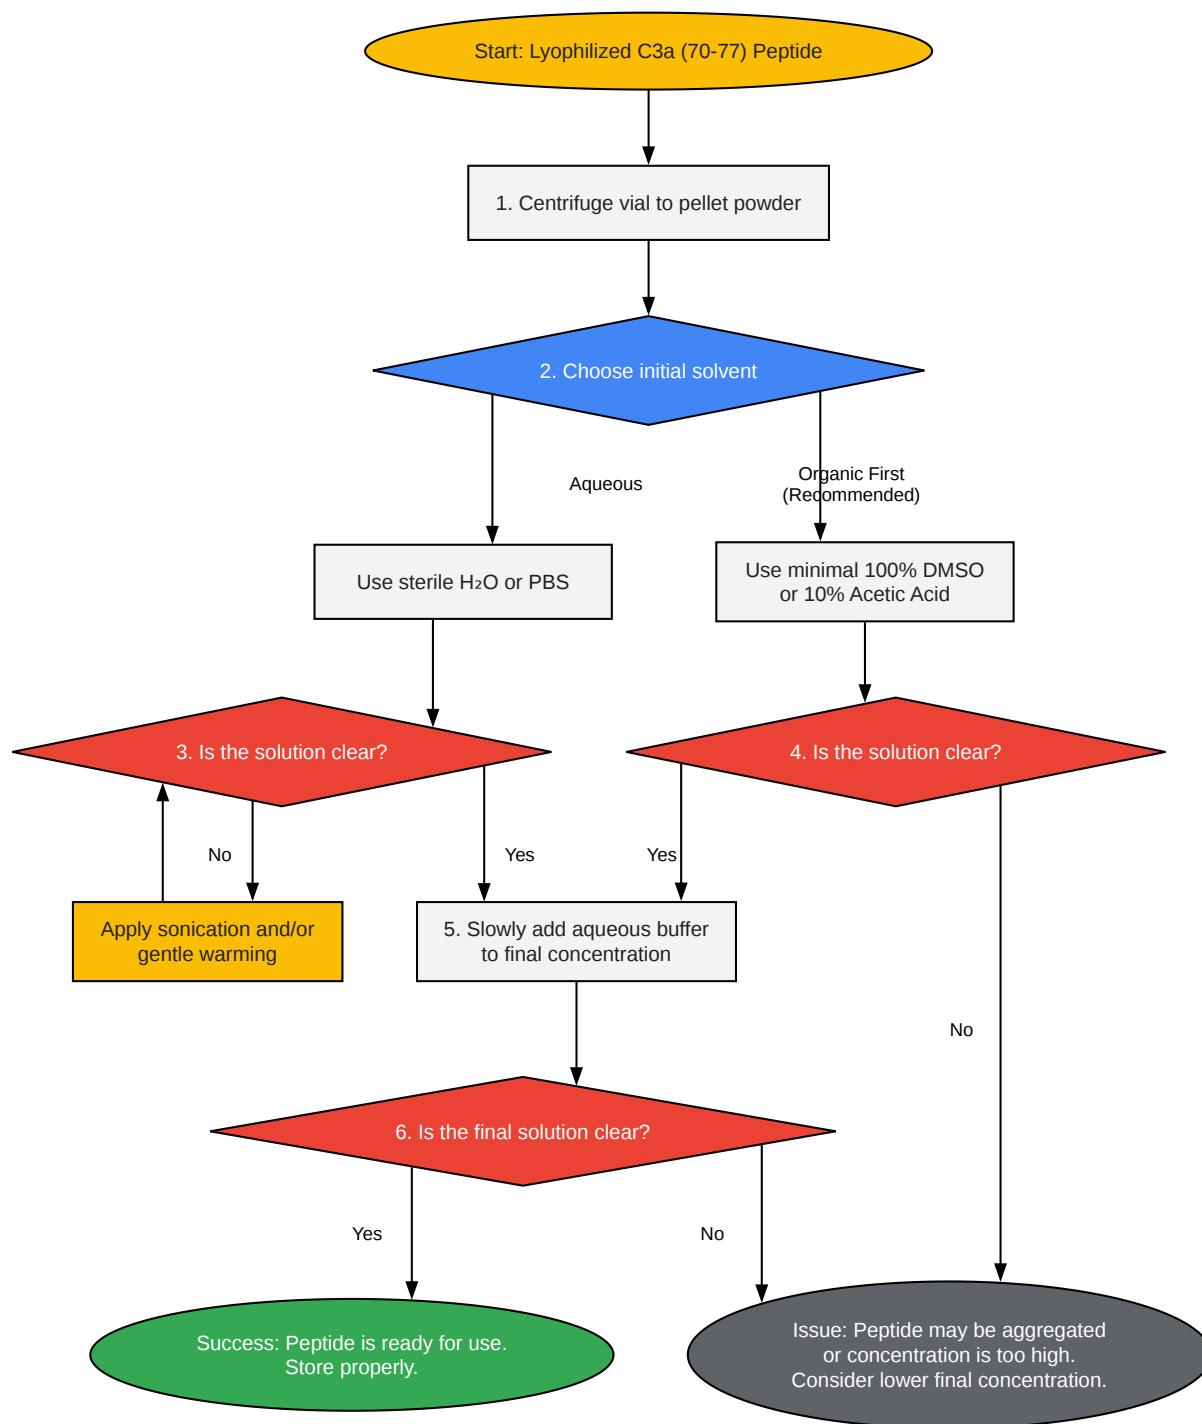 Start: Lyophilized C3a (70-77) Peptide
1. Centrifuge vial to pellet powder
2. Choose initial solvent
Aqueous
Organic First
(Recommended)
Use sterile H₂O or PBS
Use minimal 100% DMSO
or 10% Acetic Acid
3. Is the solution clear?
4. Is the solution clear?
No
Yes
Yes
Apply sonication and/or
gentle warming
5. Slowly add aqueous buffer
to final concentration
No
6. Is the final solution clear?
Yes
No
Success: Peptide is ready for use.
Store properly.
Issue: Peptide may be aggregated
or concentration is too high.
Consider lower final concentration.